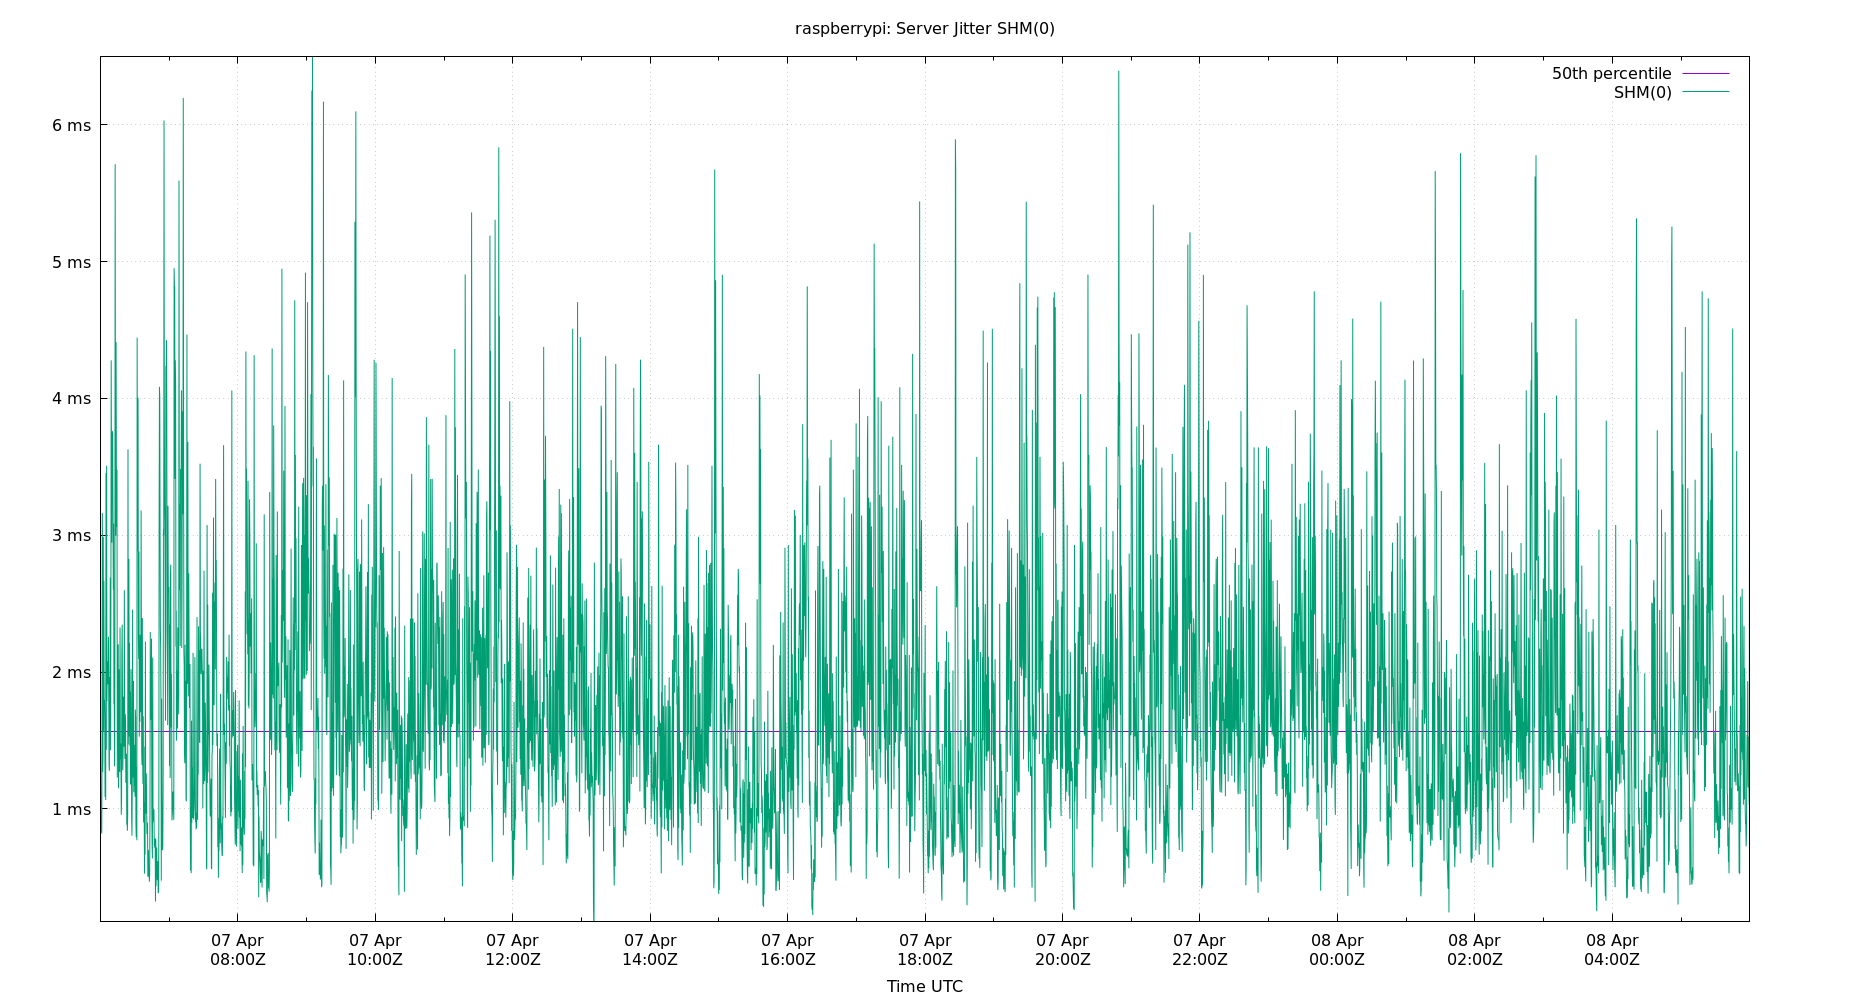 raspberrypi: Server Jitter SHM(0)
50th percentile
SHM(0)
6 ms
5 ms
4 ms
3 ms
2 ms
1 ms
07 Apr 07 Apr 07 Apr 07 Apr 07 Apr 07 Apr 07 Apr 07 Apr 08 Apr 08 Apr 08 Apr
08:00Z 10:00Z 12:00Z 14:00Z 16:00Z 18:00Z 20:00Z 22:00Z 00:00Z 02:00Z 04:00Z
Time UTC